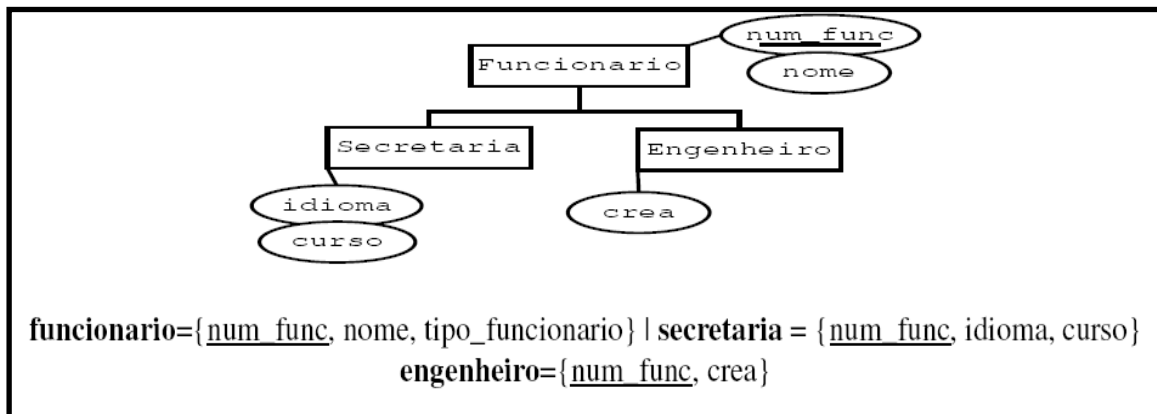 num_func
Funcionario
nome
Secretaria
Engenheiro
idioma
crea
curso
funcionario={num_func, nome, tipo_funcionario} | secretaria = {num_func, idioma, curso}
engenheiro={num_func, crea}